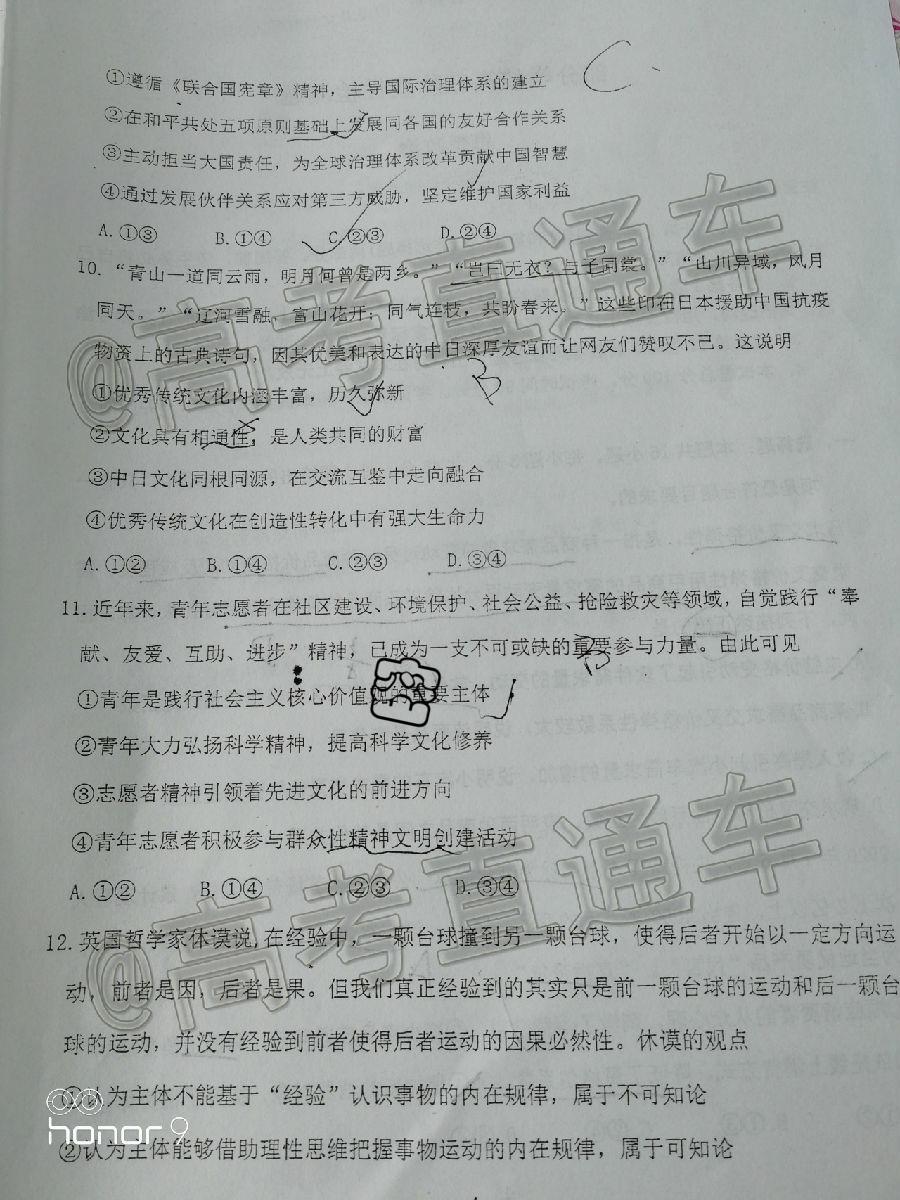 ①遵循《联合国宪章》精神，主导国际治理体系的建立
C.
②在和平共处五项原则基础上发展同各国的友好合作关系
③主动担当大国责任，为全球治理体系改革贡献中国智慧
④通过发展伙伴关系应对第三方威胁，坚定维护国家利益
A.①③ B.①④ C.②③ D.②④
10.“青山一道同云雨，明月何曾是两乡。”“岂曰无衣？与子同裳。”“山川异域，风月
同天。”“辽河雪融，富山花开；同气连枝，共盼春来。”这些印在日本援助中国抗疫
物资上的古典诗句，因其优美和表达的中日深厚友谊而让网友们赞叹不已。这说明
①优秀传统文化内涵丰富，历久弥新
B
②文化具有相通性，是人类共同的财富
③中日文化同根同源，在交流互鉴中走向融合
④优秀传统文化在创造性转化中有强大生命力
A.①② B.①④ C.②③ D.③④
11.近年来，青年志愿者在社区建设、环境保护、社会公益、抢险救灾等领域，自觉践行“奉
献、友爱、互助、进步”精神，已成为一支不可或缺的重要参与力量。由此可见
B
①青年是践行社会主义核心价值观的重要主体
②青年大力弘扬科学精神，提高科学文化修养
③志愿者精神引领着先进文化的前进方向
④青年志愿者积极参与群众性精神文明创建活动
A.①② B.①④ C.②③ D.③④
12.英国哲学家休谟说,在经验中，一颗台球撞到另一颗台球，使得后者开始以一定方向运
动，前者是因，后者是果。但我们真正经验到的其实只是前一颗台球的运动和后一颗台
球的运动，并没有经验到前者使得后者运动的因果必然性。休谟的观点
①认为主体不能基于“经验”认识事物的内在规律，属于不可知论
②认为主体能够借助理性思维把握事物运动的内在规律，属于可知论
@高考直通车
@高考直通车
honor 9